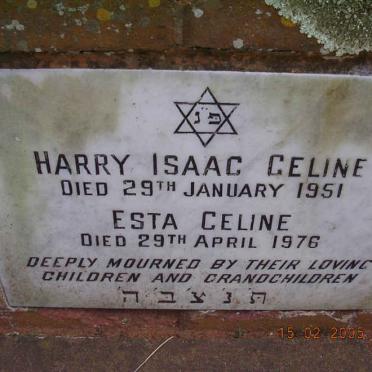 פ״נ
HARRY ISAAC CELINE
DIED 29TH JANUARY 1951
ESTA CELINE
DIED 29TH APRIL 1976
DEEPLY MOURNED BY THEIR LOVING
CHILDREN AND GRANDCHILDREN
ת נ צ ב ה
15 02 2005